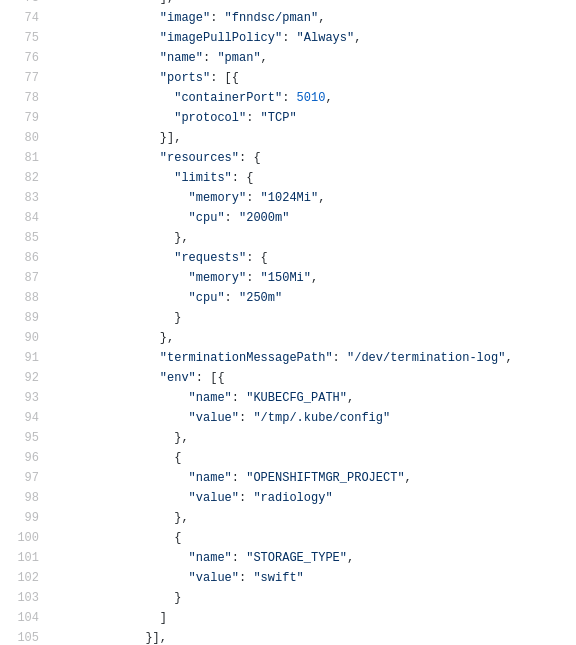 73 ],
74 "image": "fnndsc/pman",
75 "imagePullPolicy": "Always",
76 "name": "pman",
77 "ports": [{
78 "containerPort": 5010,
79 "protocol": "TCP"
80 }],
81 "resources": {
82 "limits": {
83 "memory": "1024Mi",
84 "cpu": "2000m"
85 },
86 "requests": {
87 "memory": "150Mi",
88 "cpu": "250m"
89 }
90 },
91 "terminationMessagePath": "/dev/termination-log",
92 "env": [{
93 "name": "KUBECFG_PATH",
94 "value": "/tmp/.kube/config"
95 },
96 {
97 "name": "OPENSHIFTMGR_PROJECT",
98 "value": "radiology"
99 },
100 {
101 "name": "STORAGE_TYPE",
102 "value": "swift"
103 }
104 ]
105 }],